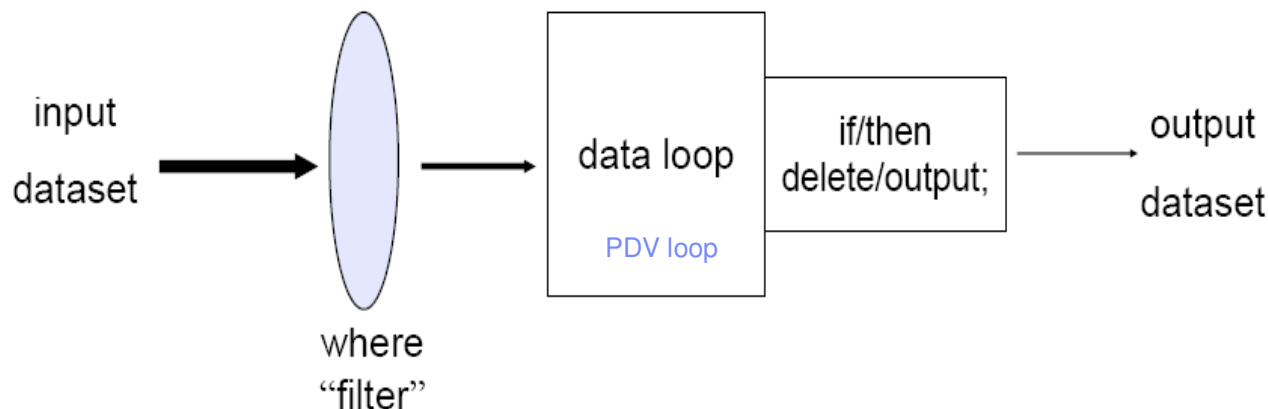 input
dataset
where
“filter”
data loop
PDV loop
if/then
delete/output;
output
dataset